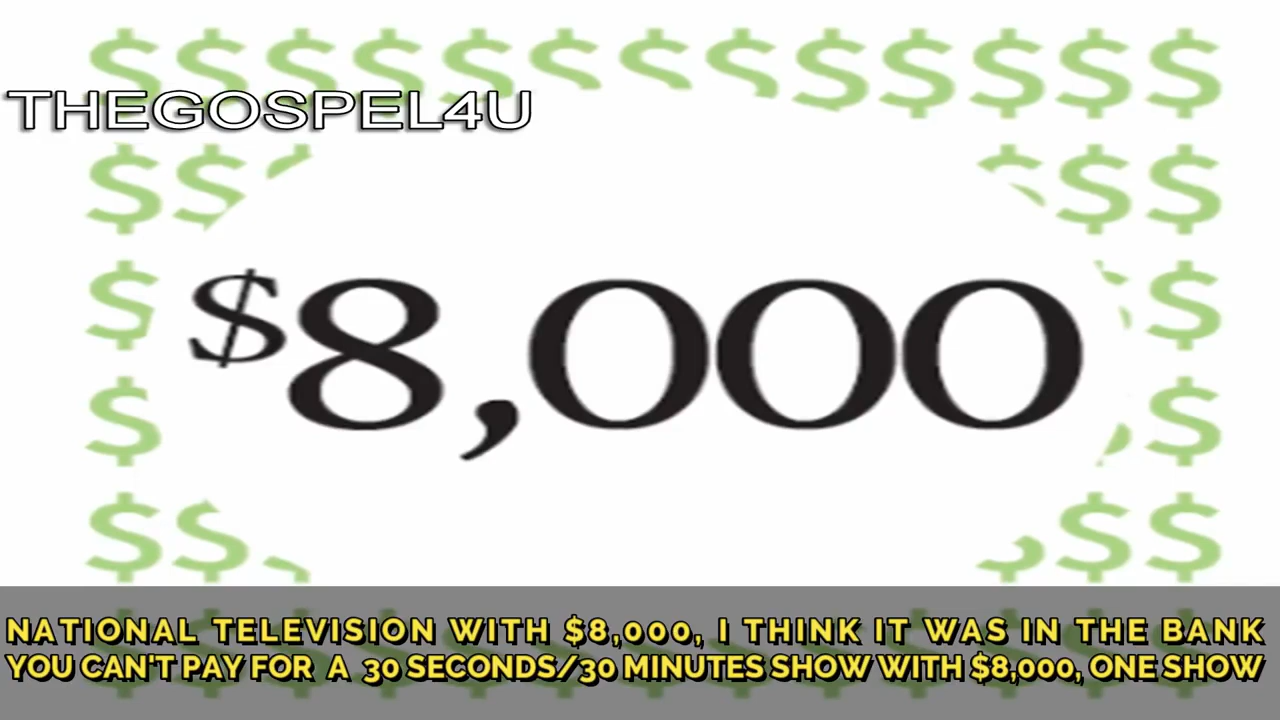 THEGOSPEL4U
$8,000
NATIONAL TELEVISION WITH $8,000, I THINK IT WAS IN THE BANK
YOU CAN'T PAY FOR A 30 SECONDS/30 MINUTES SHOW WITH $8,000, ONE SHOW